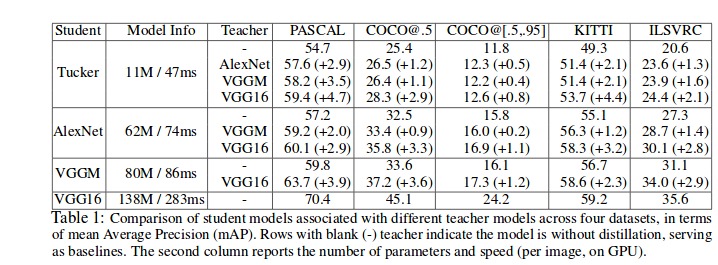 Student Model Info Teacher PASCAL COCO@.5 COCO@[.5,.95] KITTI ILSVRC
- 54.7 25.4 11.8 49.3 20.6
AlexNet 57.6 (+2.9) 26.5 (+1.2) 12.3 (+0.5) 51.4 (+2.1) 23.6 (+1.3)
Tucker 11M / 47ms VGGM 58.2 (+3.5) 26.4 (+1.1) 12.2 (+0.4) 51.4 (+2.1) 23.9 (+1.6)
VGG16 59.4 (+4.7) 28.3 (+2.9) 12.6 (+0.8) 53.7 (+4.4) 24.4 (+2.1)
- 57.2 32.5 15.8 55.1 27.3
AlexNet 62M / 74ms VGGM 59.2 (+2.0) 33.4 (+0.9) 16.0 (+0.2) 56.3 (+1.2) 28.7 (+1.4)
VGG16 60.1 (+2.9) 35.8 (+3.3) 16.9 (+1.1) 58.3 (+3.2) 30.1 (+2.8)
VGGM 80M / 86ms - 59.8 33.6 16.1 56.7 31.1
VGG16 63.7 (+3.9) 37.2 (+3.6) 17.3 (+1.2) 58.6 (+2.3) 34.0 (+2.9)
VGG16 138M / 283ms - 70.4 45.1 24.2 59.2 35.6
Table 1: Comparison of student models associated with different teacher models across four datasets, in terms
of mean Average Precision (mAP). Rows with blank (-) teacher indicate the model is without distillation, serving
as baselines. The second column reports the number of parameters and speed (per image, on GPU).